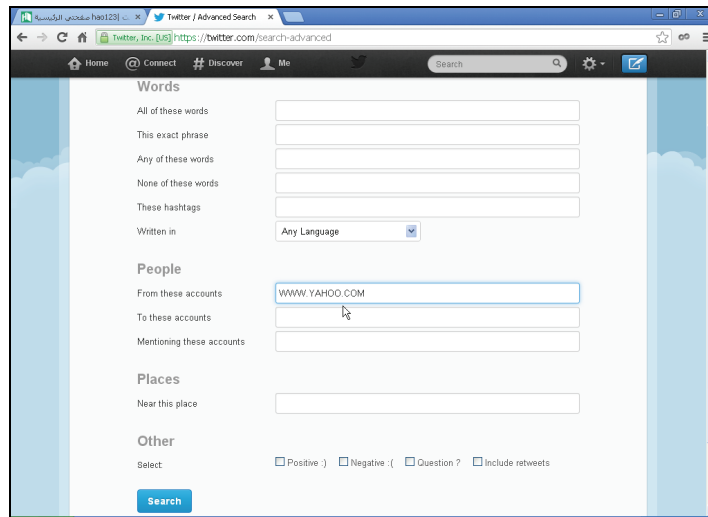 hao123] صفحتي الرئيسية
Twitter / Advanced Search
Twitter, Inc. [US] https://twitter.com/search-advanced
Home @ Connect # Discover Me Search
Words
All of these words
This exact phrase
Any of these words
None of these words
These hashtags
Written in Any Language
People
From these accounts WWW.YAHOO.COM
To these accounts
Mentioning these accounts
Places
Near this place
Other
Select: Positive :) Negative :( Question ? Include retweets
Search